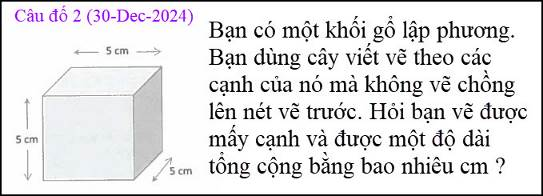 Câu đố 2 (30-Dec-2024)
Bạn có một khối gổ lập phương.
Bạn dùng cây viết vẽ theo các
cạnh của nó mà không vẽ chồng
lên nét vẽ trước. Hỏi bạn vẽ được
mấy cạnh và được một độ dài
tổng cộng bằng bao nhiêu cm ?
5 cm
5 cm
5 cm